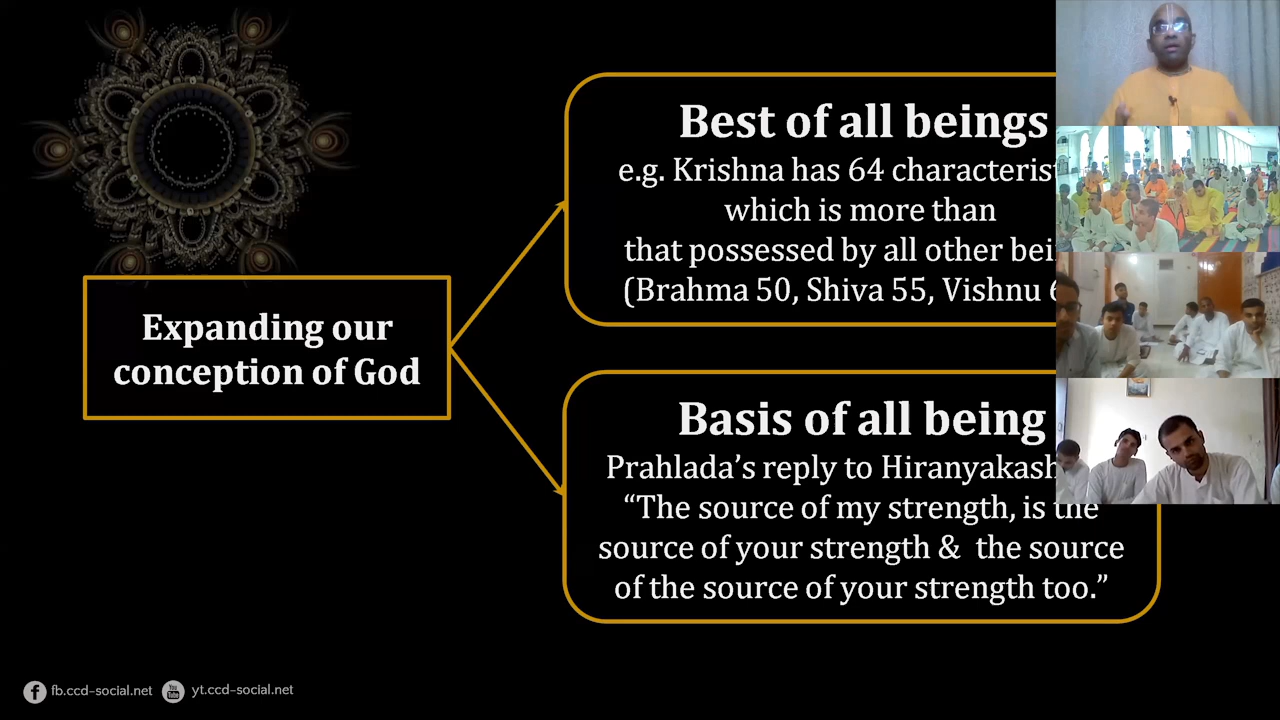 Expanding our
conception of God
Best of all beings
e.g. Krishna has 64
which is more than
that possessed by all other
(Brahma 50, Shiva 55, Vishnu
Basis of all being
Prahlada’s reply to
“The source of my strength, is the
source of your strength & the source
of the source of your strength too.”
fb.ccd-social.net
yt.ccd-social.net